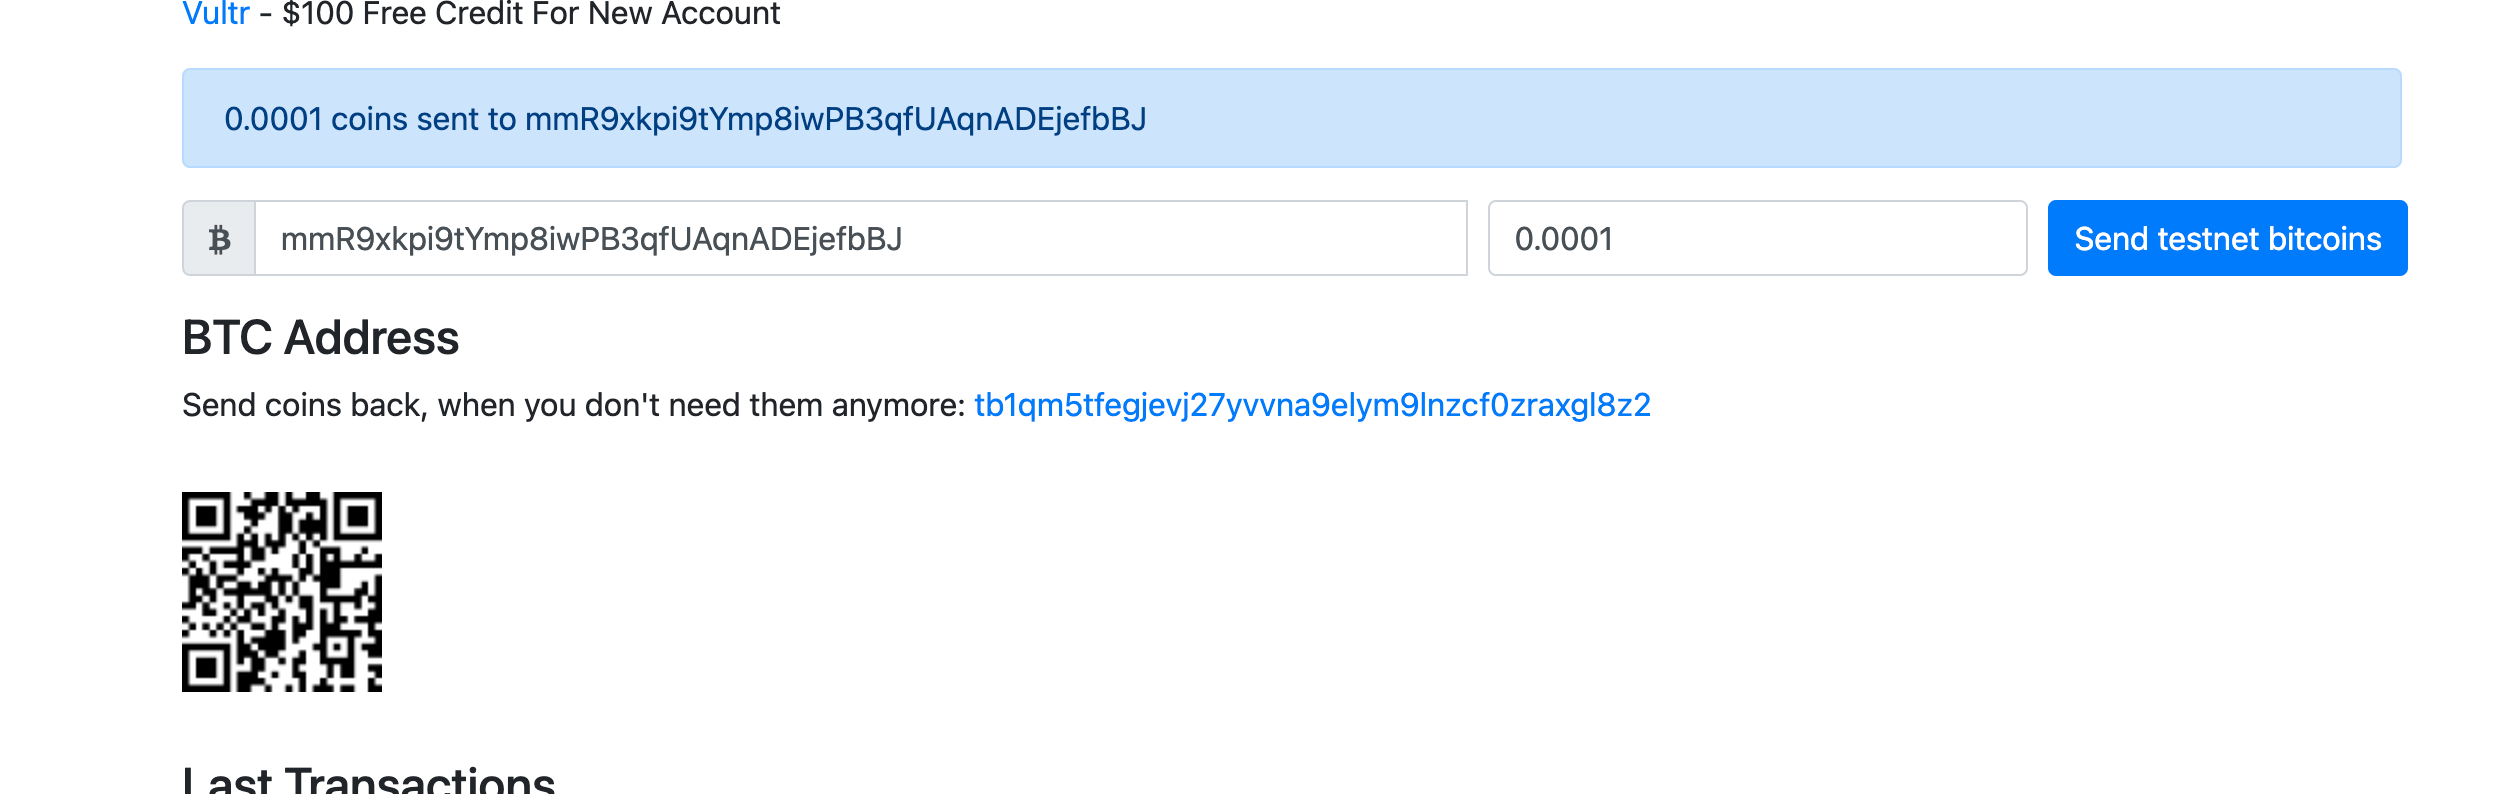 Vultr - $100 Free Credit For New Account
0.0001 coins sent to mmR9xkpi9tYmp8iwPB3qfUAqnADEjefbBJ
mmR9xkpi9tYmp8iwPB3qfUAqnADEjefbBJ
0.0001
Send testnet bitcoins
BTC Address
Send coins back, when you don't need them anymore: tb1qm5tfegjevj27yvvna9elym9lnzcf0zraxgl8z2
Last Transactions